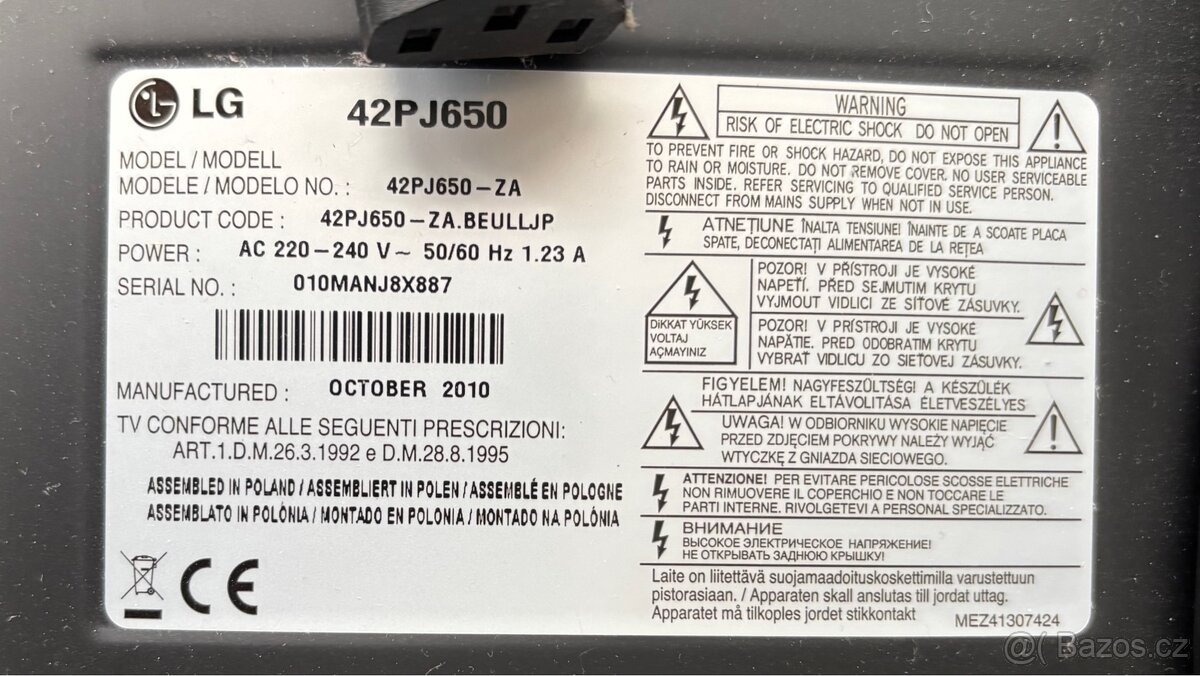 LG
42PJ650
MODEL / MODELL
MODELE / MODELO NO. : 42PJ650-ZA
PRODUCT CODE : 42PJ650-ZA.BEULLJP
POWER : AC 220-240 V~ 50/60 Hz 1.23 A
SERIAL NO. : 010MANJ8X887
MANUFACTURED : OCTOBER 2010
TV CONFORME ALLE SEGUENTI PRESCRIZIONI:
ART.1.D.M.26.3.1992 e D.M.28.8.1995
ASSEMBLED IN POLAND / ASSEMBLIERT IN POLEN / ASSEMBLÉ EN POLOGNE
ASSEMBLATO IN POLÒNIA / MONTADO EN POLONIA / MONTADO NA POLÓNIA
CE
WARNING
RISK OF ELECTRIC SHOCK DO NOT OPEN
TO PREVENT FIRE OR SHOCK HAZARD, DO NOT EXPOSE THIS APPLIANCE
TO RAIN OR MOISTURE. DO NOT REMOVE COVER. NO USER SERVICEABLE
PARTS INSIDE. REFER SERVICING TO QUALIFIED SERVICE PERSON.
DISCONNECT FROM MAINS SUPPLY WHEN NOT IN USE.
ATNEȚIUNE ÎNALTA TENSIUNEI ÎNAINTE DE A SCOATE PLACA
SPATE, DECONECTAȚI ALIMENTAREA DE LA REȚEA
DİKKAT YÜKSEK
VOLTAJ
AÇMAYINIZ
POZOR! V PŘÍSTROJI JE VYSOKÉ
NAPETÍ. PŘED SEJMUTIM KRYTU
VYJMOUT VIDLICI ZE SÍŤOVÉ ZÁSUVKY.
POZOR! V PRÍSTROJI JE VYSOKÉ
NAPÄTIE. PRED ODOBRATIM KRYTU
VYBRAŤ VIDLICU ZO SIEŤOVEJ ZÁSUVKY.
FIGYELEM! NAGYFESZÜLTSÉG! A KÉSZÜLÉK
HÁTLAPJÁNAK ELTÁVOLÍTÁSA ÉLETVESZÉLYES
UWAGA! W ODBIORNIKU WYSOKIE NAPIĘCIE
PRZED ZDJĘCIEM POKRYWY NALEŻY WYJĄĆ
WTYCZKĘ Z GNIAZDA SIECIOWEGO.
ATTENZIONE! PER EVITARE PERICOLOSE SCOSSE ELETTRICHE
NON RIMUOVERE IL COPERCHIO E NON TOCCARE LE
PARTI INTERNE. RIVOLGETEVI A PERSONAL SPECIALIZZATO.
ВНИМАНИЕ
ВЫСОКОЕ ЭЛЕКТРИЧЕСКОЕ НАПРЯЖЕНИЕ!
НЕ ОТКРЫВАТЬ ЗАДНЮЮ КРЫШКУ!
Laite on liitettävä suojamaadoituskoskettimilla varustettuun
pistorasiaan. / Apparaten skall anslutas till jordat uttag.
Apparatet må tilkoples jordet stikkontakt
MEZ41307424
@( Bazos.cz